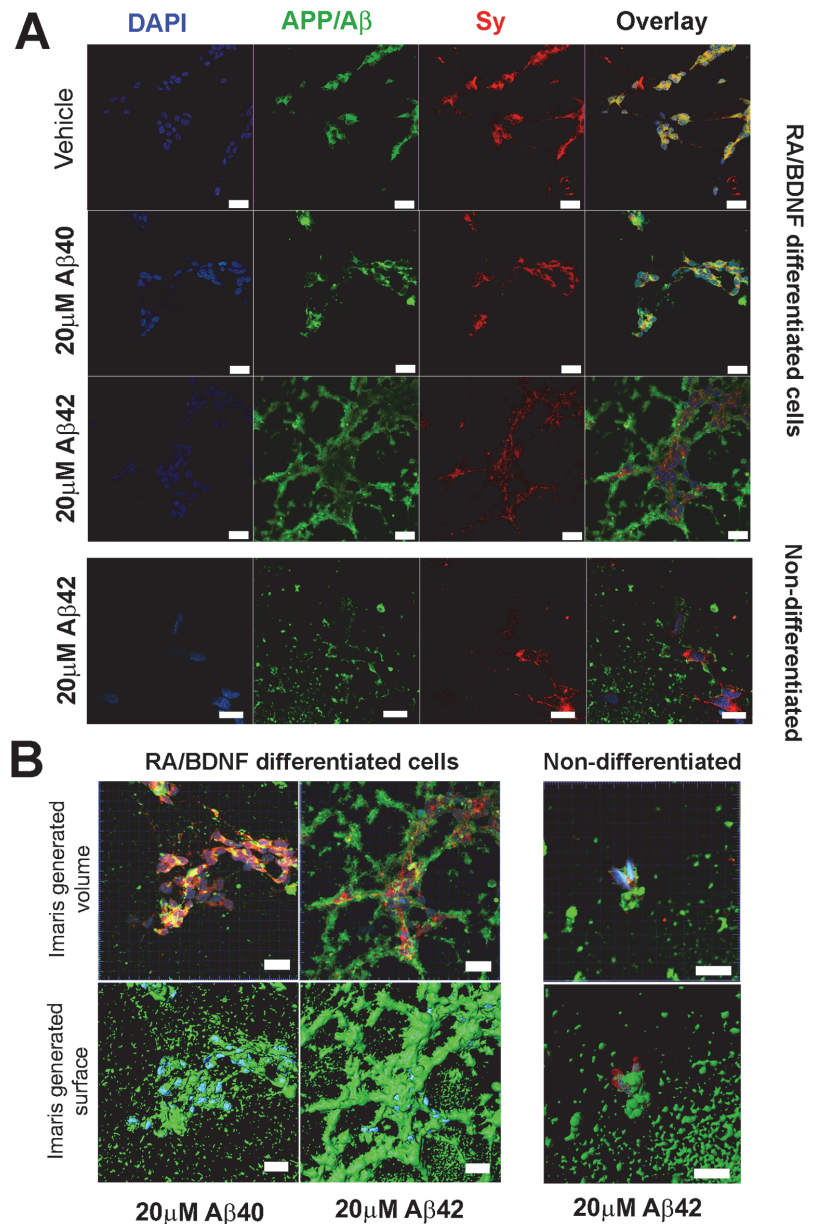 A
DAPI
APP/Aβ
Sy
Overlay
Vehicle
20μM Aβ40
20μM Aβ42
20μM Aβ42
RA/BDNF differentiated cells
Non-differentiated
B
RA/BDNF differentiated cells
Non-differentiated
Imaris generated
volume
Imaris generated
surface
20μM Aβ40
20μM Aβ42
20μM Aβ42